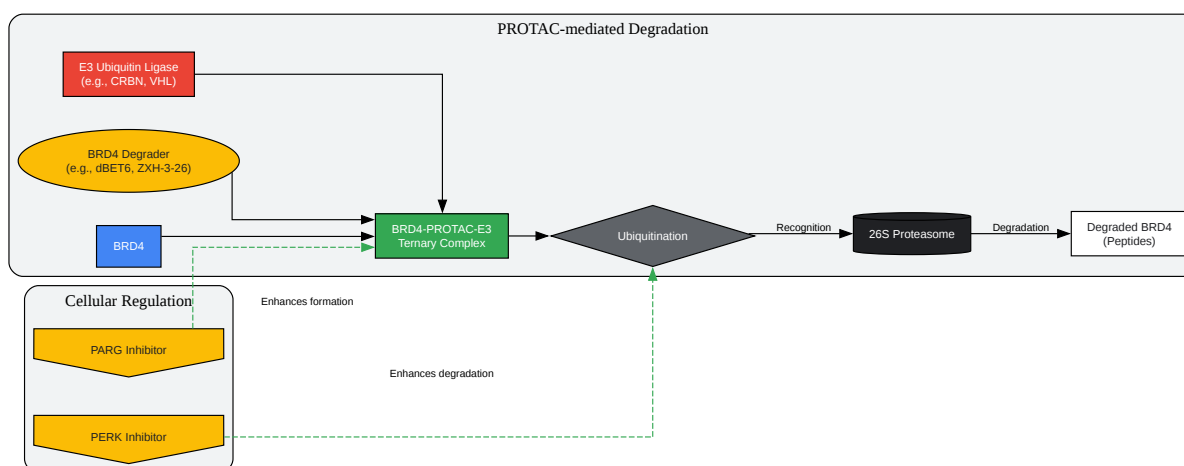 PROTAC-mediated Degradation
E3 Ubiquitin Ligase
(e.g., CRBN, VHL)
BRD4 Degrader
(e.g., dBET6, ZXH-3-26)
BRD4
BRD4-PROTAC-E3
Ternary Complex
Ubiquitination
Recognition
26S Proteasome
Degradation
Degraded BRD4
(Peptides)
Cellular Regulation
Enhances formation
PARG Inhibitor
Enhances degradation
PERK Inhibitor